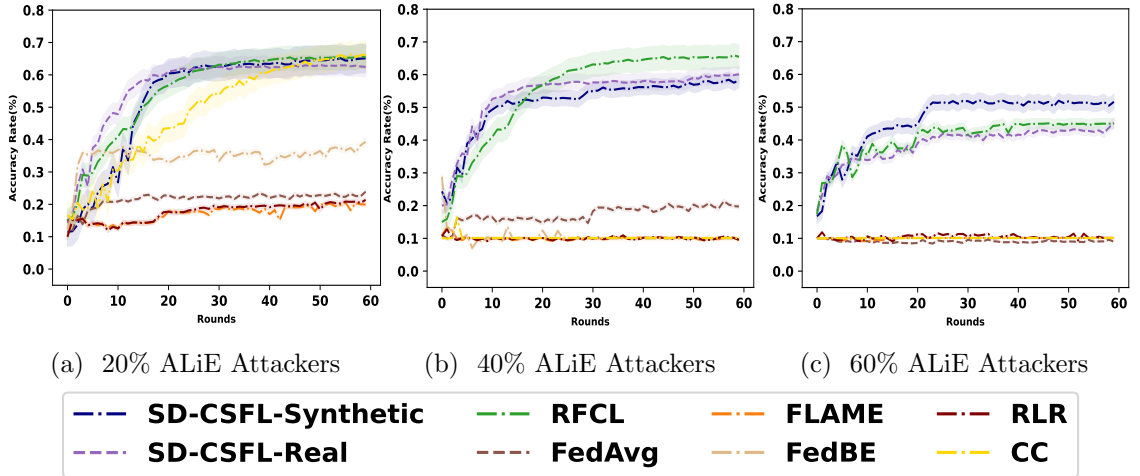 0.8
0.7
0.6
0.5
0.4
0.3
0.2
0.1
0.0
Accuracy Rate(%)
0 10 20 30 40 50 60
Rounds
0.8
0.7
0.6
0.5
0.4
0.3
0.2
0.1
0.0
Accuracy Rate(%)
0 10 20 30 40 50 60
Rounds
0.8
0.7
0.6
0.5
0.4
0.3
0.2
0.1
0.0
Accuracy Rate(%)
0 10 20 30 40 50 60
Rounds
(a) 20% ALiE Attackers
(b) 40% ALiE Attackers
(c) 60% ALiE Attackers
SD-CSFL-Synthetic RFCL FLAME RLR
SD-CSFL-Real FedAvg FedBE CC